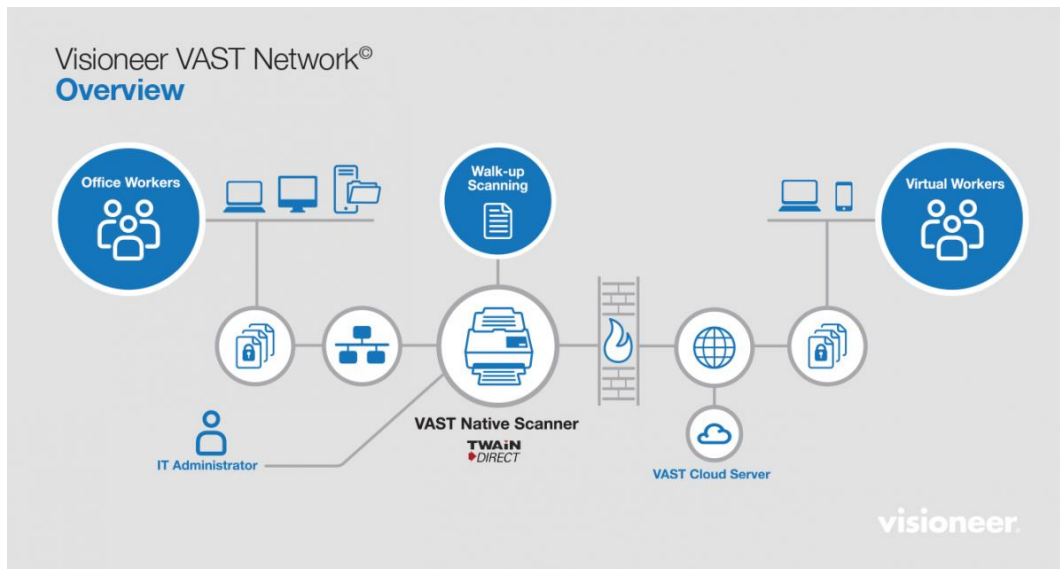 Visioneer VAST Network©
Overview
Office Workers
Walk-up
Scanning
Virtual Workers
VAST Native Scanner
TWAiN
DIRECT
IT Administrator
VAST Cloud Server
visioneer.